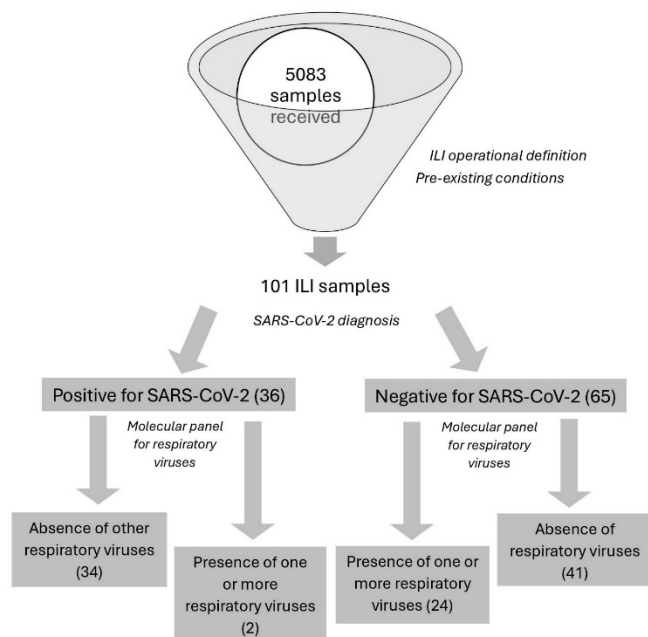 5083
samples
received
ILI operational definition
Pre-existing conditions
101 ILI samples
SARS-CoV-2 diagnosis
Positive for SARS-CoV-2 (36)
Negative for SARS-CoV-2 (65)
Molecular panel
for respiratory
viruses
Molecular panel
for respiratory
viruses
Absence of other
respiratory viruses
(34)
Presence of one
or more
respiratory viruses
(2)
Presence of one or
more respiratory
viruses (24)
Absence of
respiratory viruses
(41)